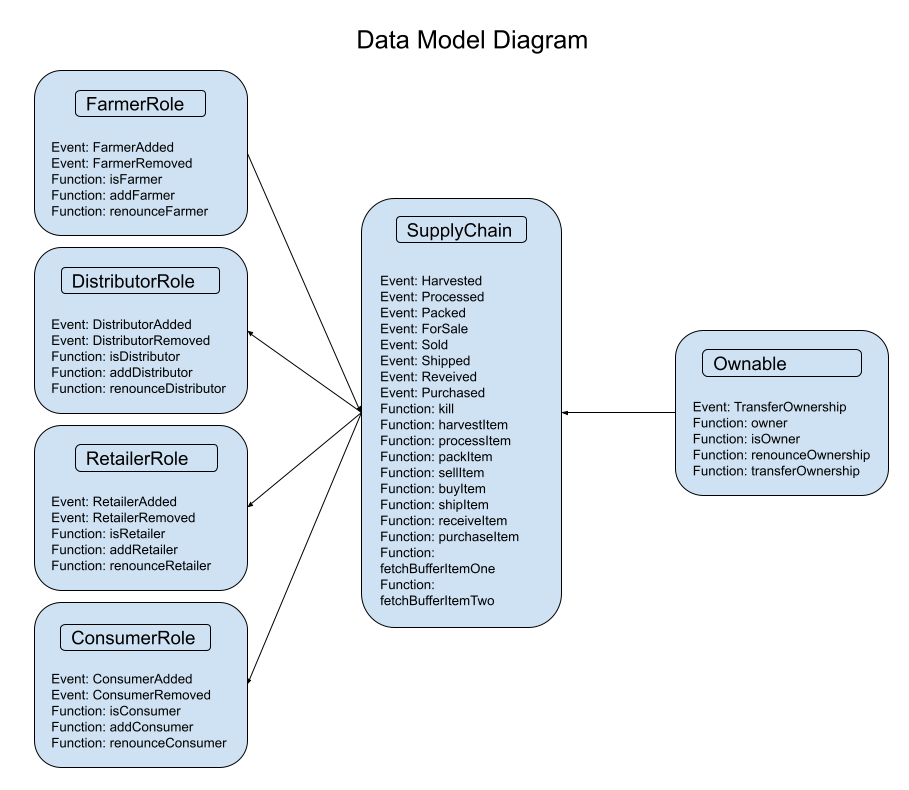 Data Model Diagram
FarmerRole
Event: FarmerAdded
Event: FarmerRemoved
Function: isFarmer
Function: addFarmer
Function: renounceFarmer
DistributorRole
Event: DistributorAdded
Event: DistributorRemoved
Function: isDistributor
Function: addDistributor
Function: renounceDistributor
RetailerRole
Event: RetailerAdded
Event: RetailerRemoved
Function: isRetailer
Function: addRetailer
Function: renounceRetailer
ConsumerRole
Event: ConsumerAdded
Event: ConsumerRemoved
Function: isConsumer
Function: addConsumer
Function: renounceConsumer
SupplyChain
Event: Harvested
Event: Processed
Event: Packed
Event: ForSale
Event: Sold
Event: Shipped
Event: Reveived
Event: Purchased
Function: kill
Function: harvestItem
Function: processItem
Function: packItem
Function: sellItem
Function: buyItem
Function: shipItem
Function: receiveItem
Function: purchaseItem
Function:
fetchBufferItemOne
Function:
fetchBufferItemTwo
Ownable
Event: TransferOwnership
Function: owner
Function: isOwner
Function: renounceOwnership
Function: transferOwnership